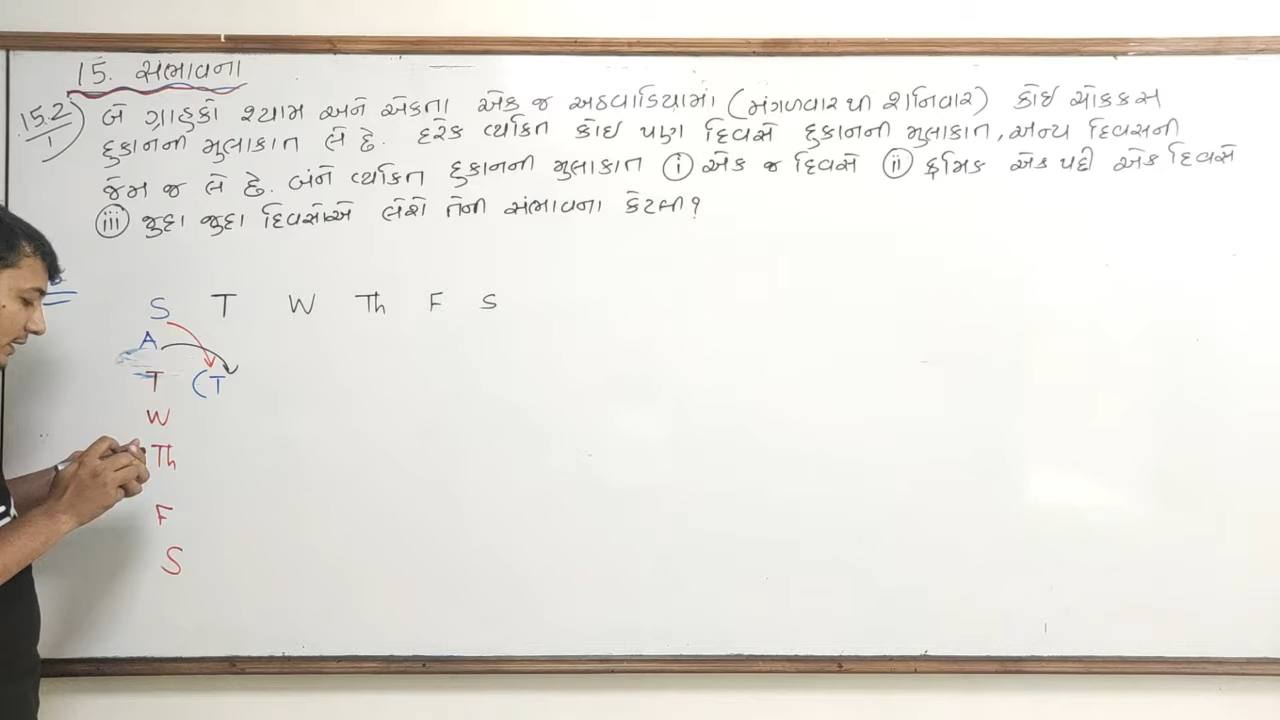 15. સંભાવના
15.2) બે ગ્રાહકો શ્યામ અને એકતા એક જ અઠવાડિયામાં (મંગળવાર થી શનિવાર) કોઈ ચોકકસ
1 દુકાનની મુલાકાત લે છે. દરેક વ્યકિત કોઈ પણ દિવસે દુકાનની મુલાકાત, અન્ય દિવસની
જેમ જ લે છે. બંને વ્યકિત દુકાનની મુલાકાત (i) એક જ દિવસે (ii) ક્રમિક એક પછી એક દિવસે
(iii) જુદા જુદા દિવસોએ લેશે તેની સંભાવના કેટલી?
S T W Th F S
A
T (T
W
Th
F
S